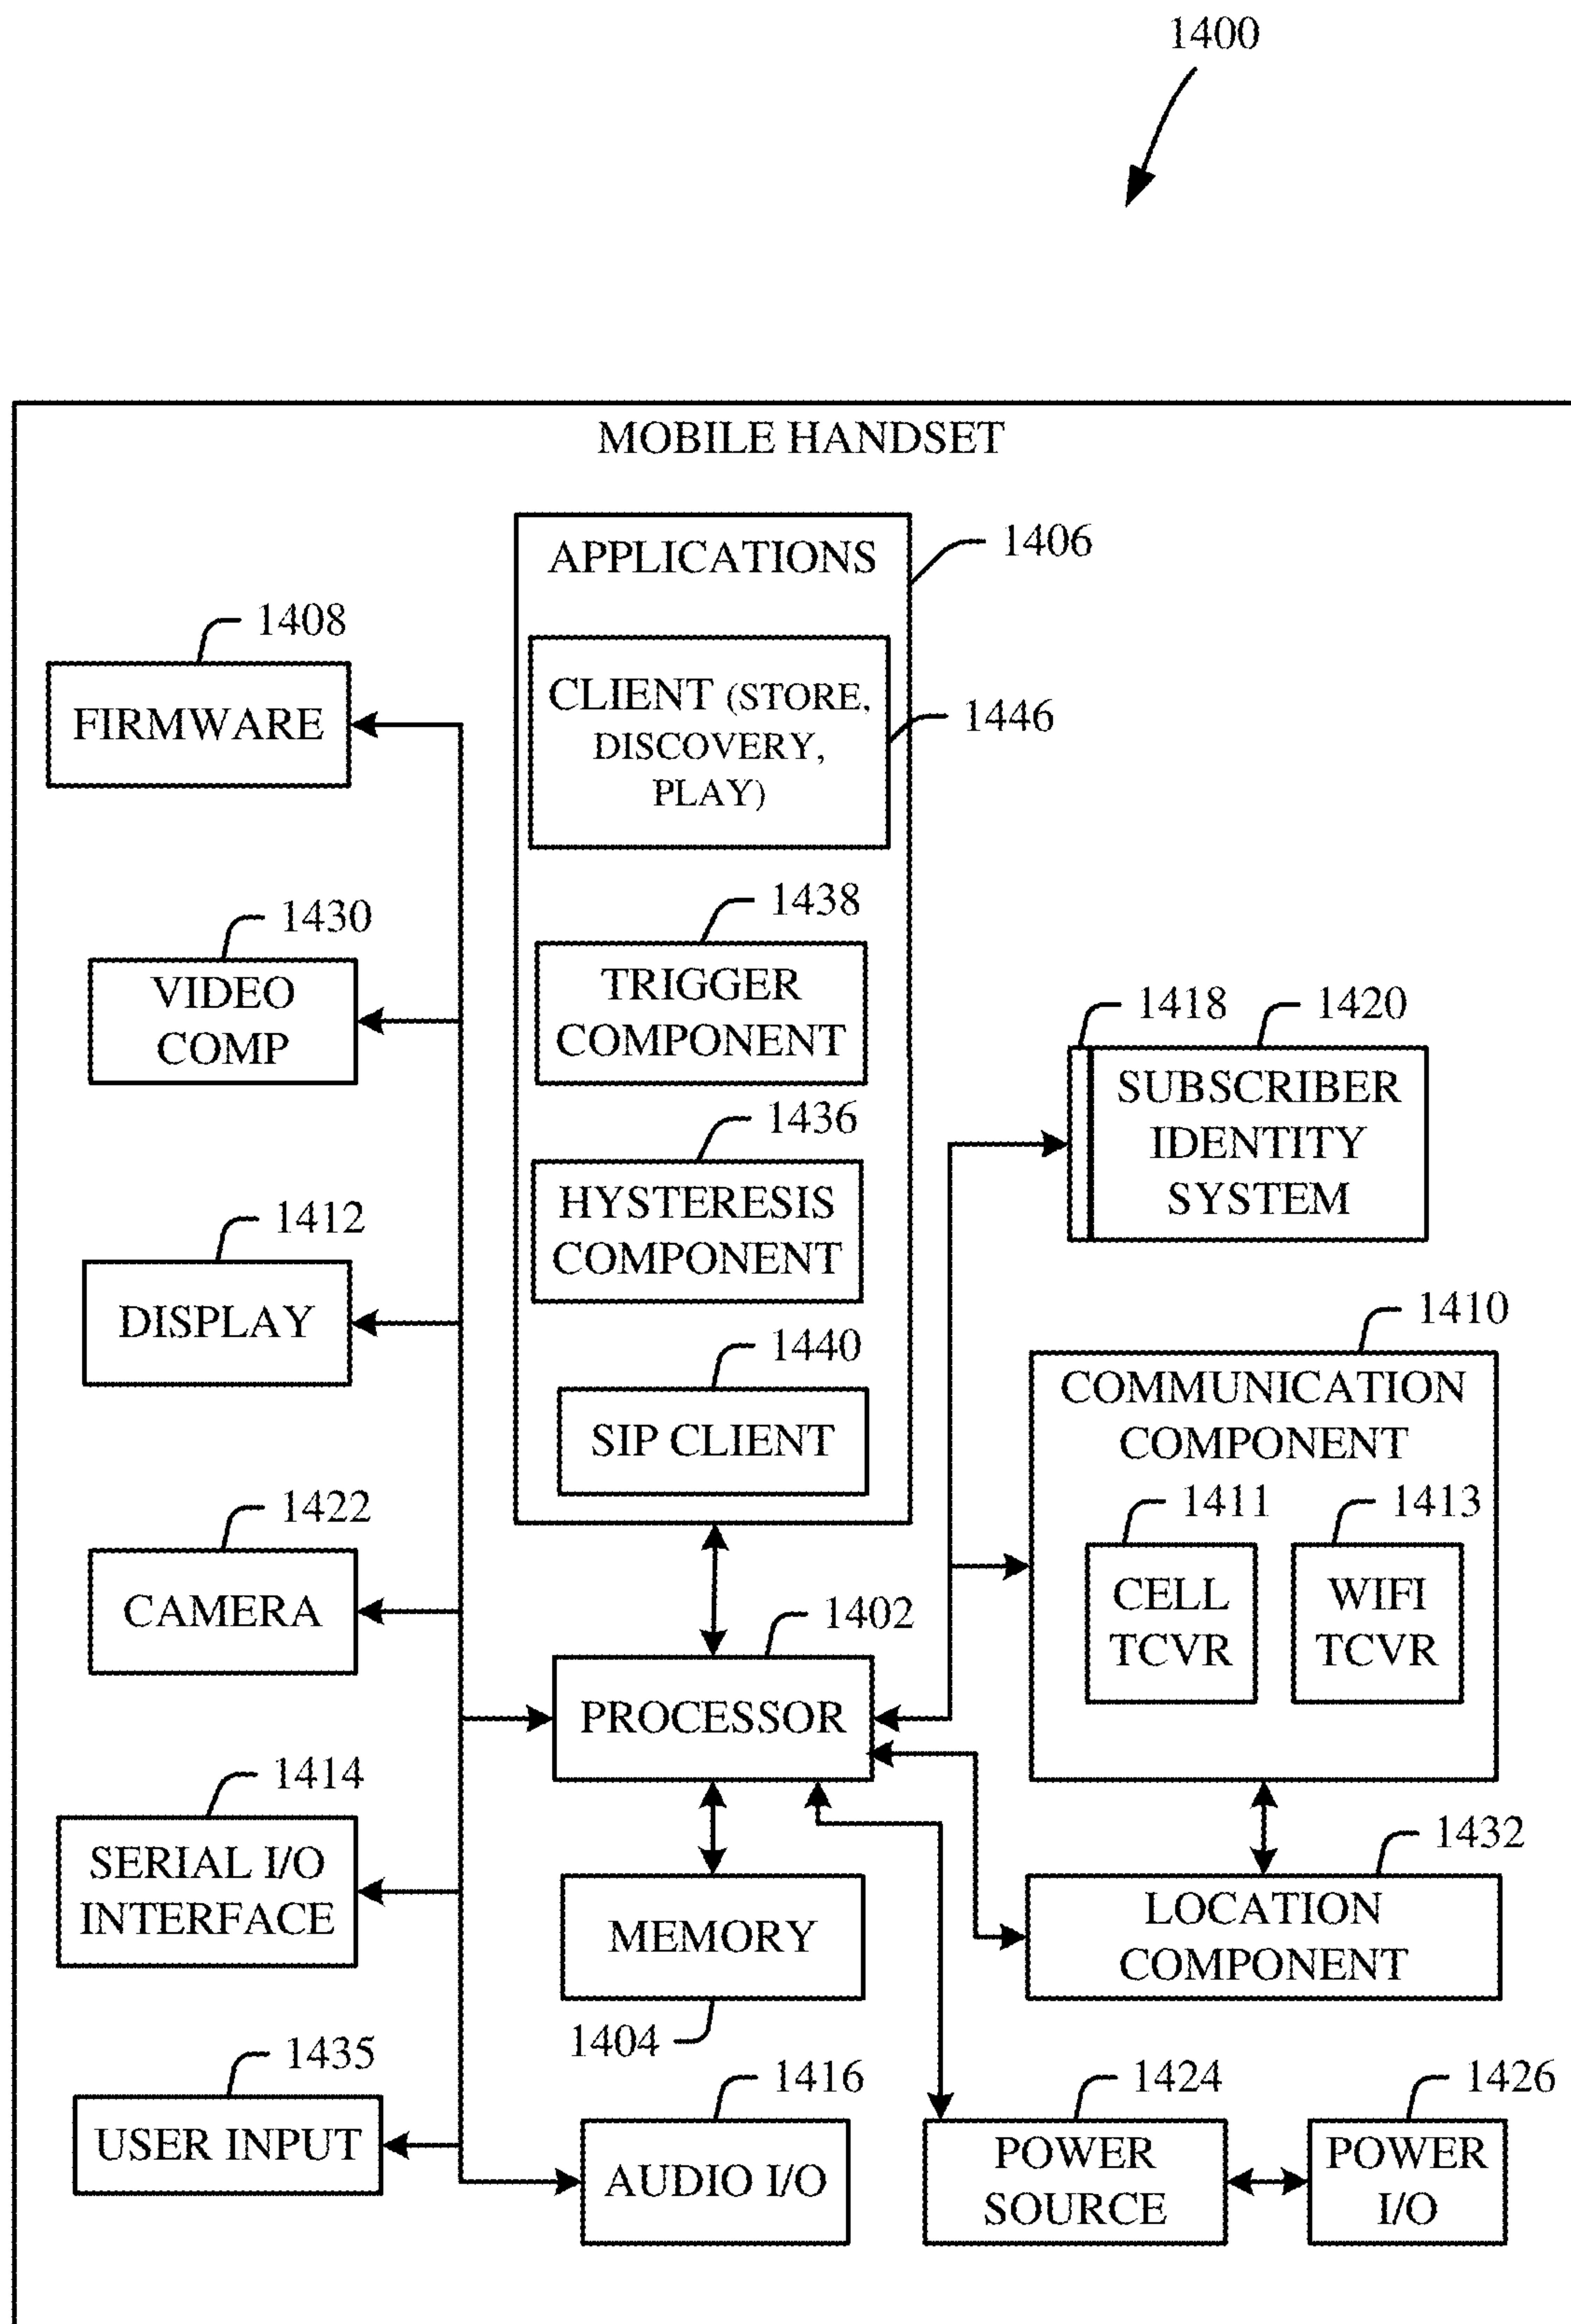 1400
MOBILE HANDSET
APPLICATIONS
1406
1408
FIRMWARE
CLIENT (STORE,
DISCOVERY,
PLAY)
1446
1430
VIDEO
COMP
1438
TRIGGER
COMPONENT
1418
1420
SUBSCRIBER
IDENTITY
SYSTEM
1436
HYSTERESIS
COMPONENT
1412
DISPLAY
1440
SIP CLIENT
1410
COMMUNICATION
COMPONENT
1411
CELL
TCVR
1413
WIFI
TCVR
1422
CAMERA
1402
PROCESSOR
1414
SERIAL I/O
INTERFACE
MEMORY
1404
1432
LOCATION
COMPONENT
1435
USER INPUT
1416
AUDIO I/O
1424
POWER
SOURCE
1426
POWER
I/O